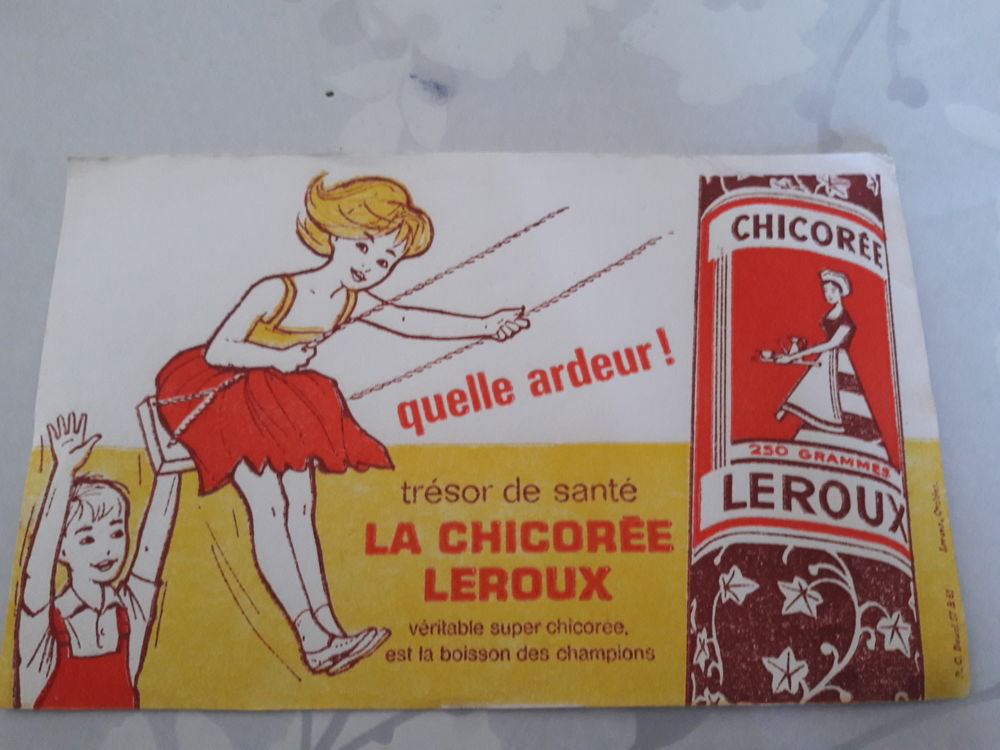 quelle ardeur !
trésor de santé
LA CHICORÉE
LEROUX
véritable super chicorée,
est la boisson des champions
CHICORÉE
250 GRAMMES
LEROUX